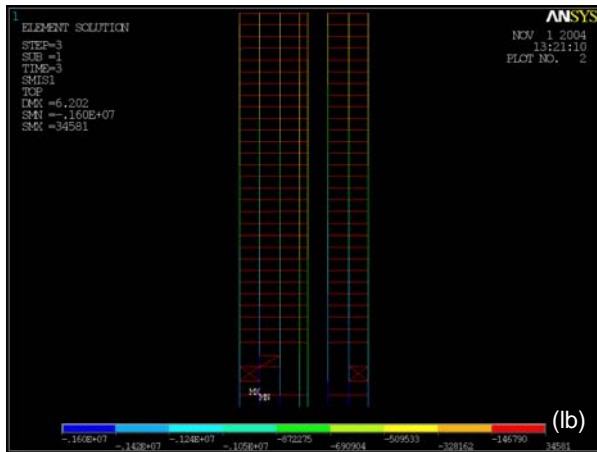 1
ELEMENT SOLUTION
STEP=3
SUB =1
TIME=3
SMIS1
TOP
DMX =6.202
SMN =-.160E+07
SMX =34581
ANSYS
NOV 1 2004
13:21:10
PLOT NO. 2
MX
MN
(lb)
-.160E+07 -.142E+07 -.124E+07 -.105E+07 -872275 -690904 -509533 -328162 -146790 34581